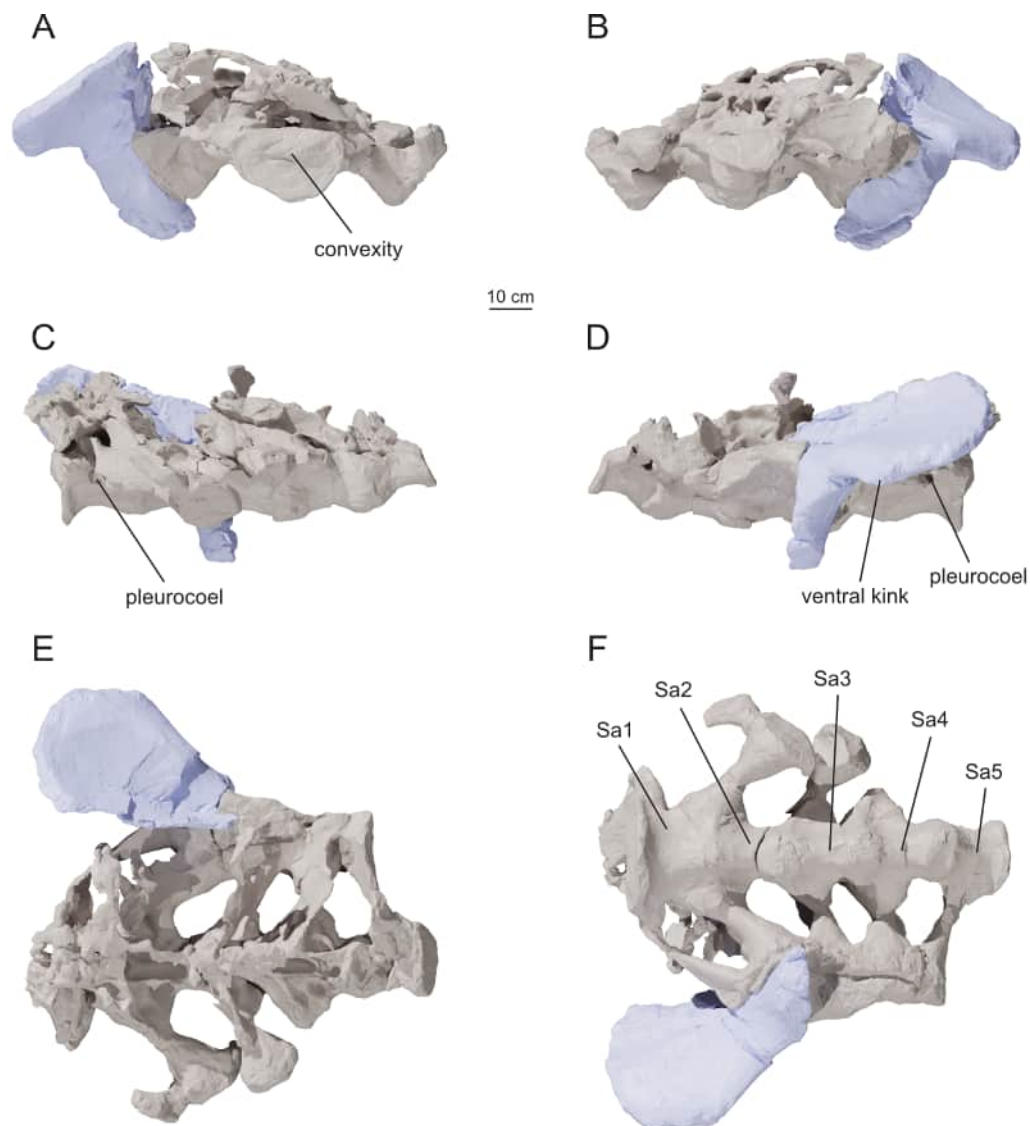 A
B
convexity
10 cm
C
D
pleurocoel
pleurocoel
ventral kink
E
F
Sa3
Sa2
Sa4
Sa1
Sa5